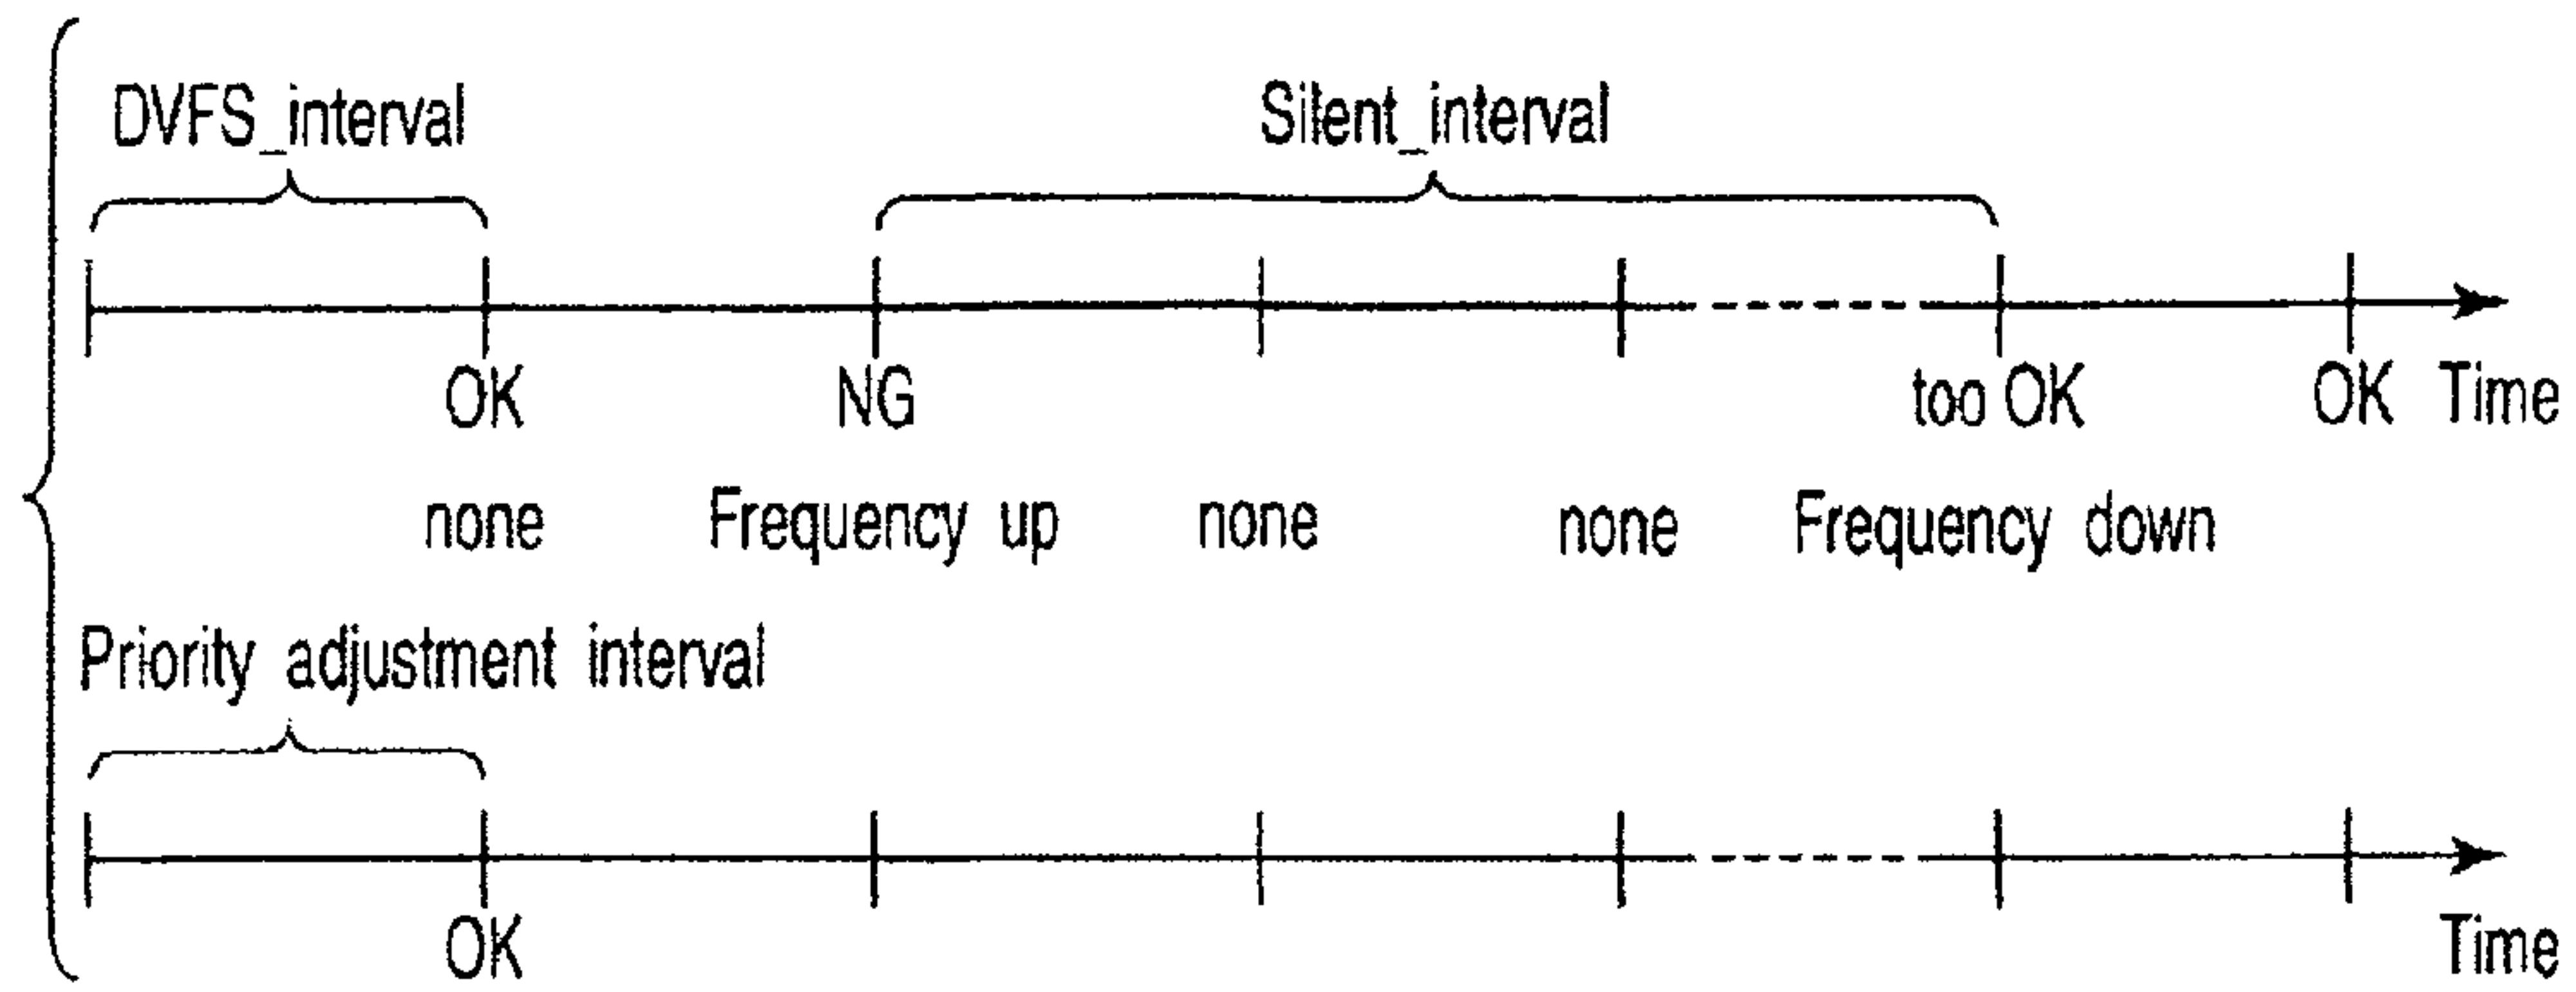 DVFS_interval Silent_interval
OK NG too OK OK Time
none Frequency up none none Frequency down
Priority adjustment interval
OK Time